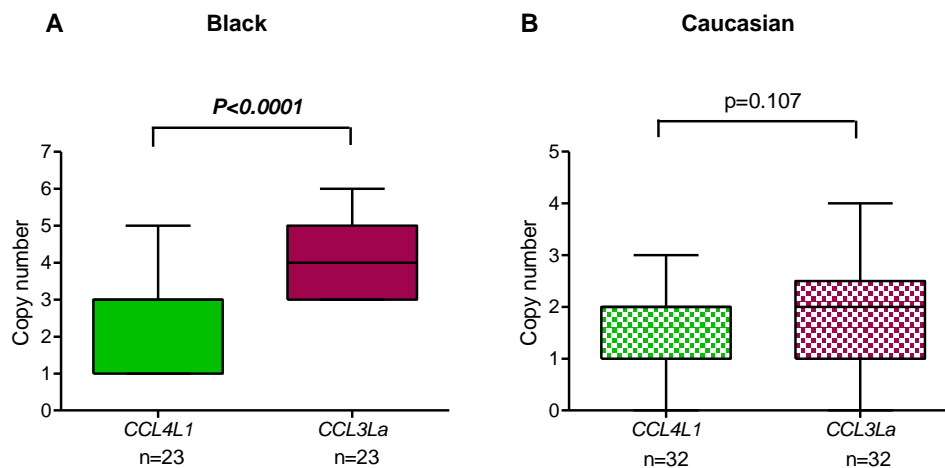 A Black
P<0.0001
7
6
5
4
3
2
1
0
Copy number
CCL4L1 CCL3La
n=23 n=23
B Caucasian
p=0.107
5
4
3
2
1
0
Copy number
CCL4L1 CCL3La
n=32 n=32